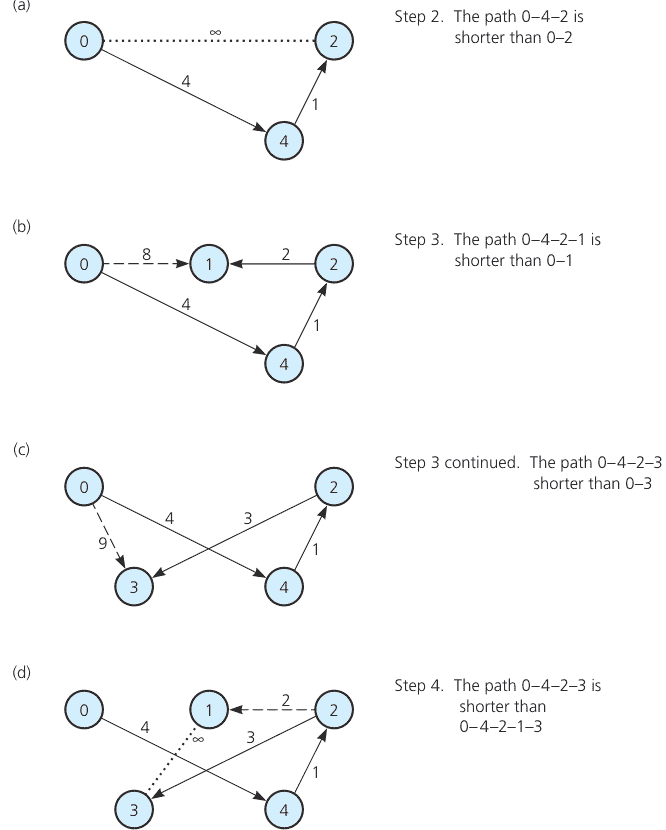 (a)
0
∞
2
4
1
4
Step 2. The path 0–4–2 is
shorter than 0–2
(b)
0
8
1
2
2
4
1
4
Step 3. The path 0–4–2–1 is
shorter than 0–1
(c)
0
2
4
3
9
1
3
4
Step 3 continued. The path 0–4–2–3
shorter than 0–3
(d)
0
1
2
2
4
∞
3
1
3
4
Step 4. The path 0–4–2–3 is
shorter than
0–4–2–1–3